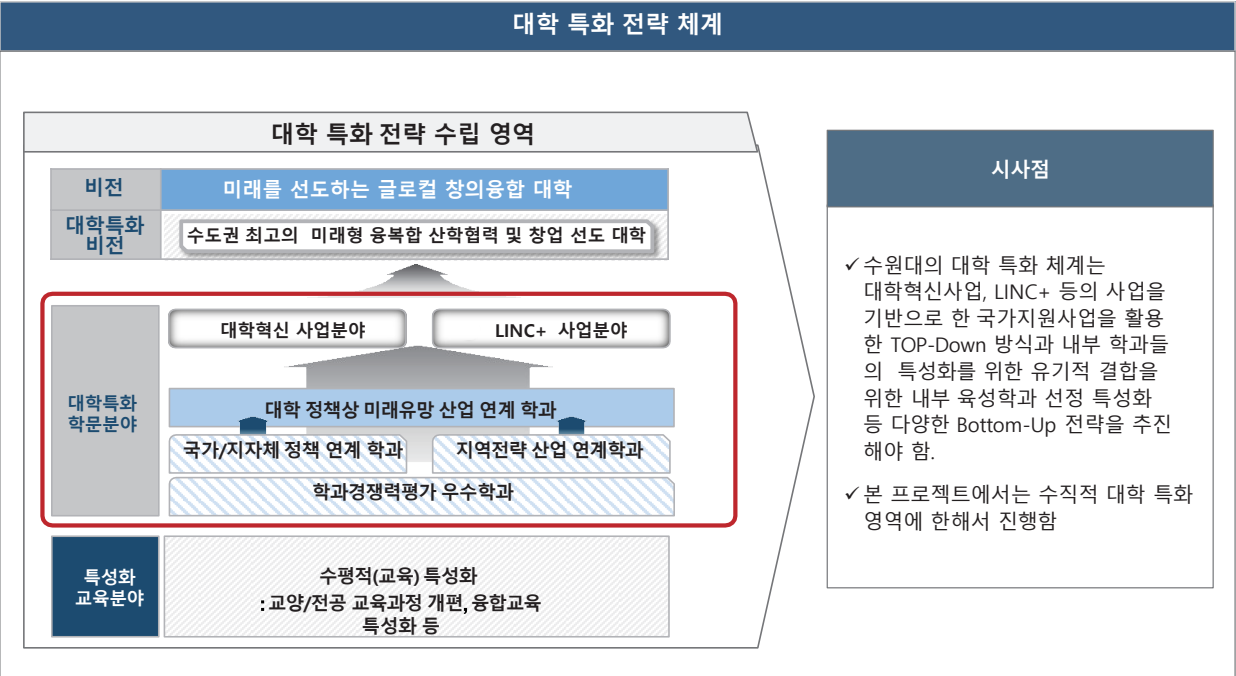 대학 특화 전략 체계
대학 특화 전략 수립 영역
비전
미래를 선도하는 글로컬 창의융합 대학
대학특화
비전
수도권 최고의 미래형 융복합 산학협력 및 창업 선도 대학
대학특화
학문분야
대학혁신 사업분야
LINC+ 사업분야
대학 정책상 미래유망 산업 연계 학과
국가/지자체 정책 연계 학과
지역전략 산업 연계학과
학과경쟁력평가 우수학과
특성화
교육분야
수평적(교육) 특성화
: 교양/전공 교육과정 개편, 융합교육
특성화 등
시사점
✓ 수원대의 대학 특화 체계는
대학혁신사업, LINC+ 등의 사업을
기반으로 한 국가지원사업을 활용
한 TOP-Down 방식과 내부 학과들
의 특성화를 위한 유기적 결합을
위한 내부 육성학과 선정 특성화
등 다양한 Bottom-Up 전략을 추진
해야 함.
✓ 본 프로젝트에서는 수직적 대학 특화
영역에 한해서 진행함